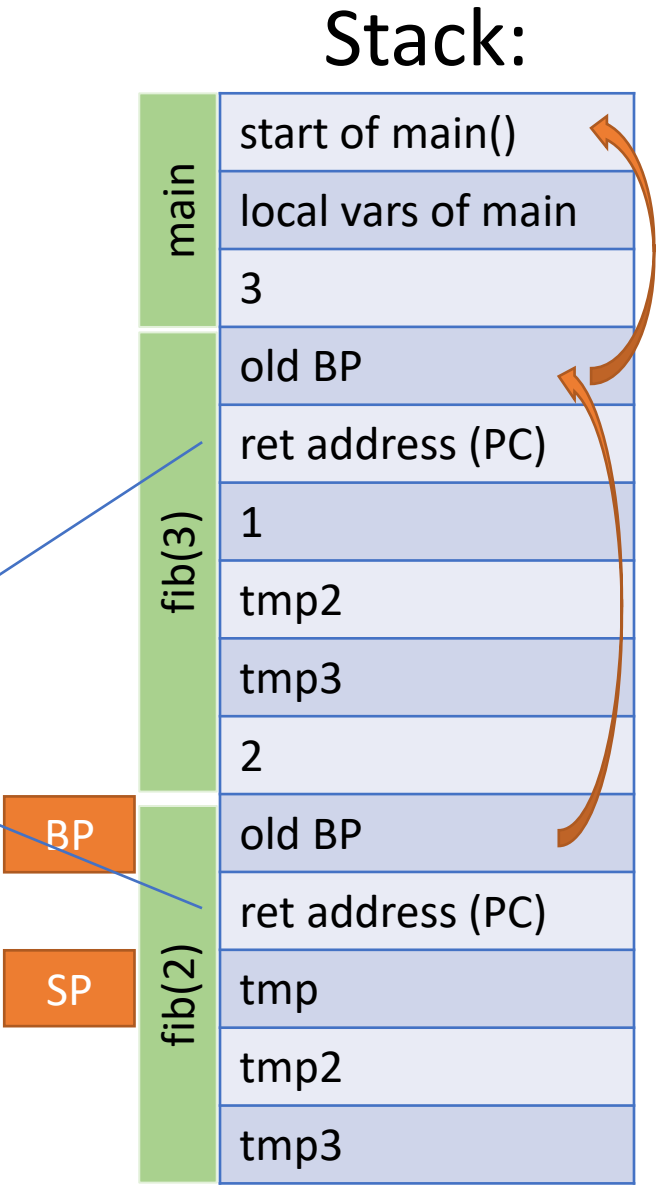 Stack:
main
start of main()
local vars of main
3
fib(3)
old BP
ret address (PC)
1
tmp2
tmp3
2
BP
fib(2)
old BP
ret address (PC)
SP
tmp
tmp2
tmp3